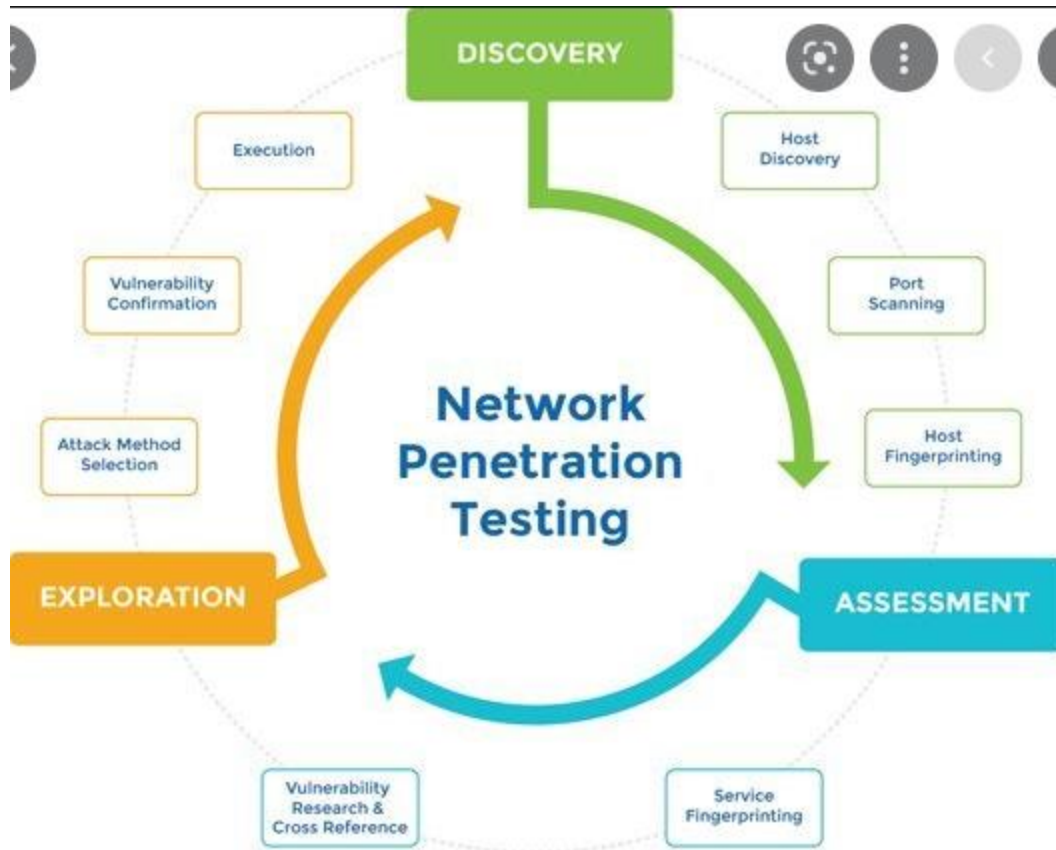 DISCOVERY
Host
Discovery
Port
Scanning
Host
Fingerprinting
ASSESSMENT
Service
Fingerprinting
Vulnerability
Research &
Cross Reference
EXPLORATION
Attack Method
Selection
Vulnerability
Confirmation
Execution
Network
Penetration
Testing